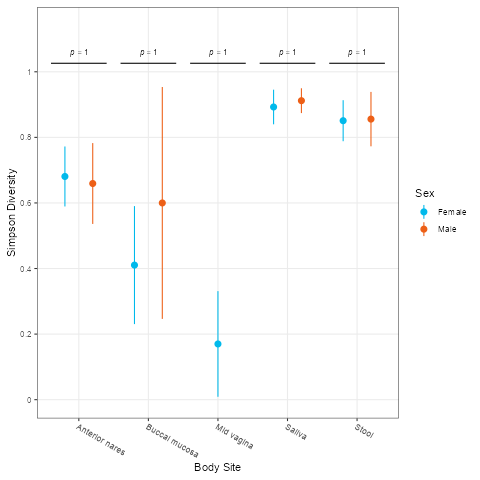 p = 1 p = 1 p = 1 p = 1 p = 1
1
0.8
0.6
0.4
0.2
0
Simpson Diversity
Anterior nares
Buccal mucosa
Mid vagina
Saliva
Stool
Body Site
Sex
Female
Male